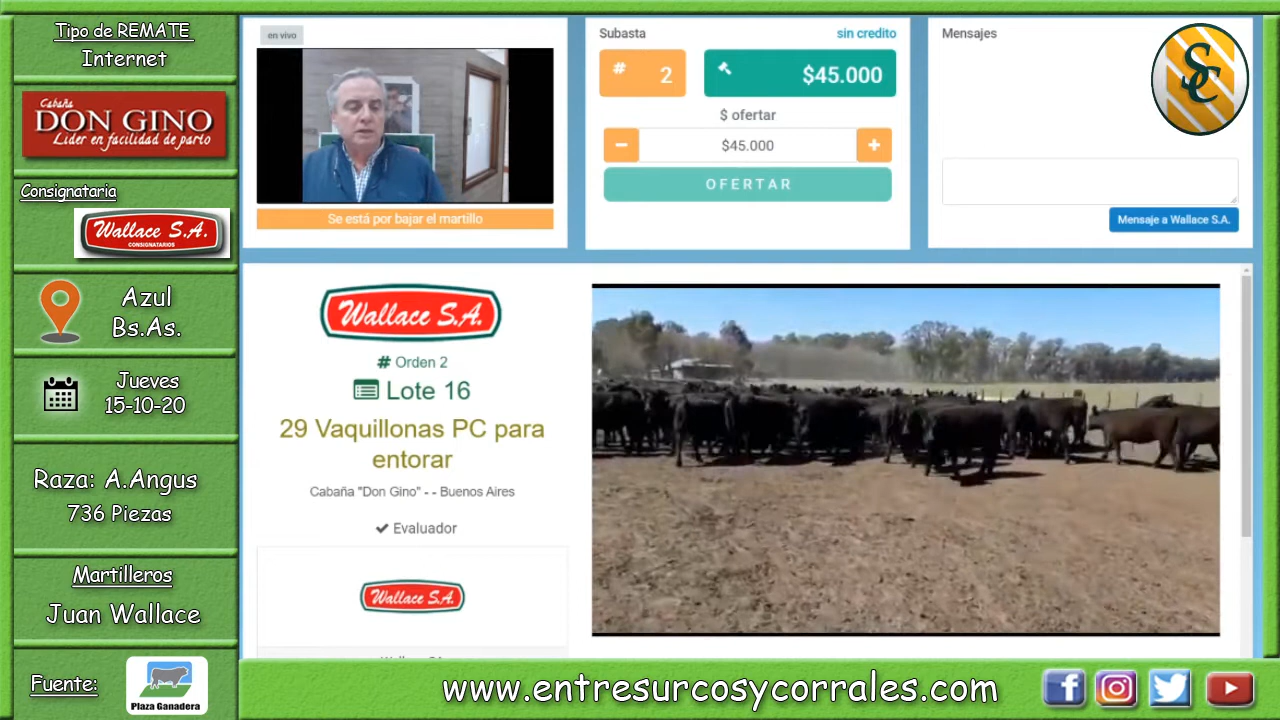 Tipo de REMATE
Internet
Cabaña
DON GINO
Lider en facilidad de parto
Consignataria
Wallace S.A.
CONSIGNATARIOS
Azul
Bs.As.
Jueves
15-10-20
Raza: A.Angus
736 Piezas
Martilleros
Juan Wallace
Fuente:
Plaza Ganadera
en vivo
Se está por bajar el martillo
Subasta
sin credito
# 2
$45.000
$ ofertar
− $45.000 +
OFERTAR
Mensajes
SC
Mensaje a Wallace S.A.
Wallace S.A.
# Orden 2
Lote 16
29 Vaquillonas PC para
entorar
Cabaña "Don Gino" - - Buenos Aires
Evaluador
Wallace S.A.
www.entresurcosycorrales.com